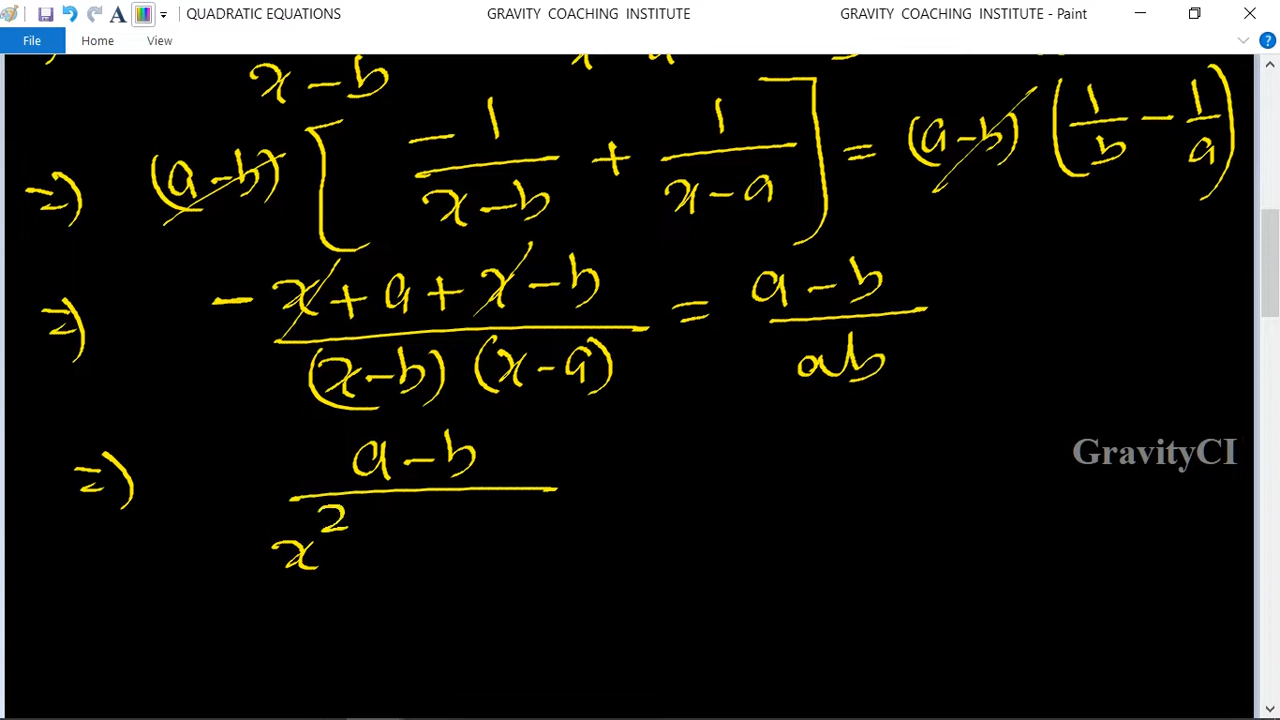 QUADRATIC EQUATIONS GRAVITY COACHING INSTITUTE GRAVITY COACHING INSTITUTE - Paint
File Home View
x - b
=> (a-b) [ -1/(x-b) + 1/(x-a) ] = (a-b) (1/b - 1/a)
=> (-x + a + x - b)/((x-b) (x-a)) = (a-b)/(ab)
GravityCI
=> (a-b)/(x²